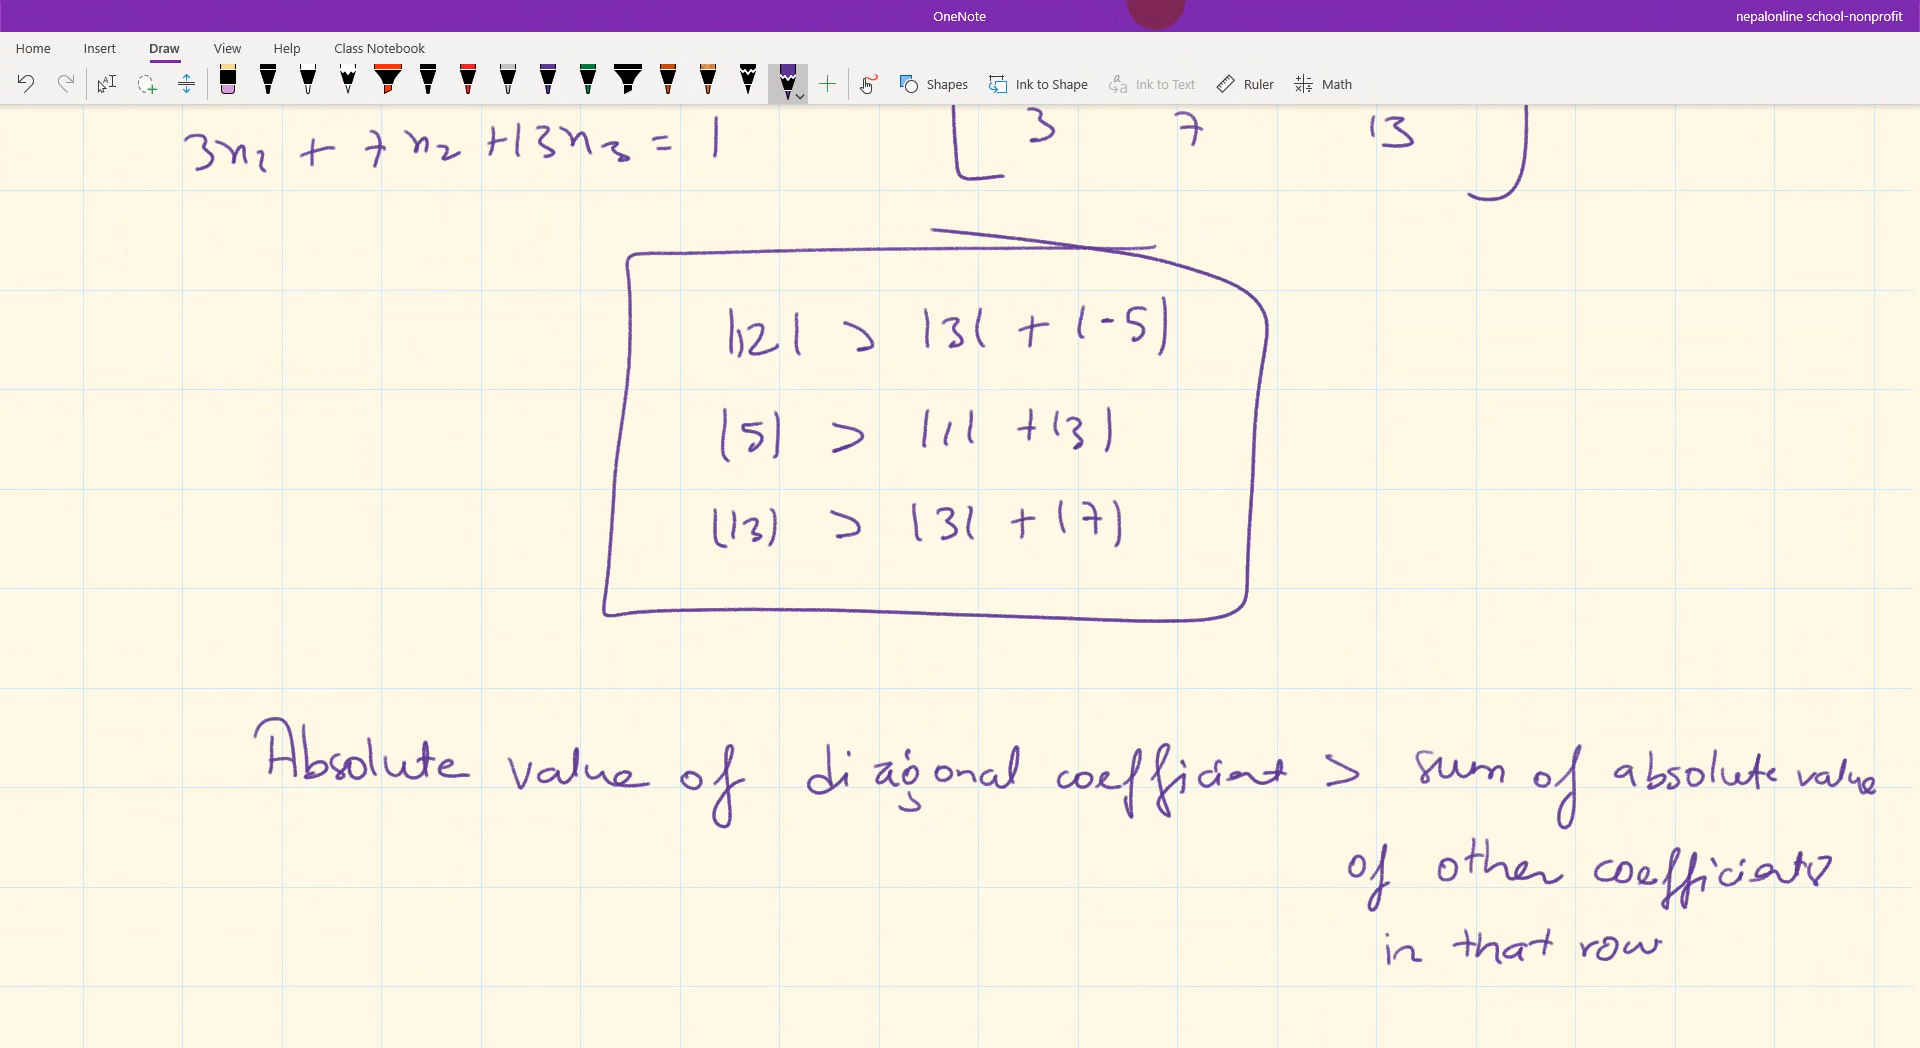 OneNote
nepalonline school-nonprofit
Home Insert Draw View Help Class Notebook
Shapes Ink to Shape Ink to Text Ruler Math
3x₁ + 7x₂ + 13x₃ = 1
3 7 13
|12| > |3| + |-5|
|5| > |1| + |3|
|13| > |3| + |7|
Absolute value of diagonal coefficient > sum of absolute value
of other coefficients
in that row